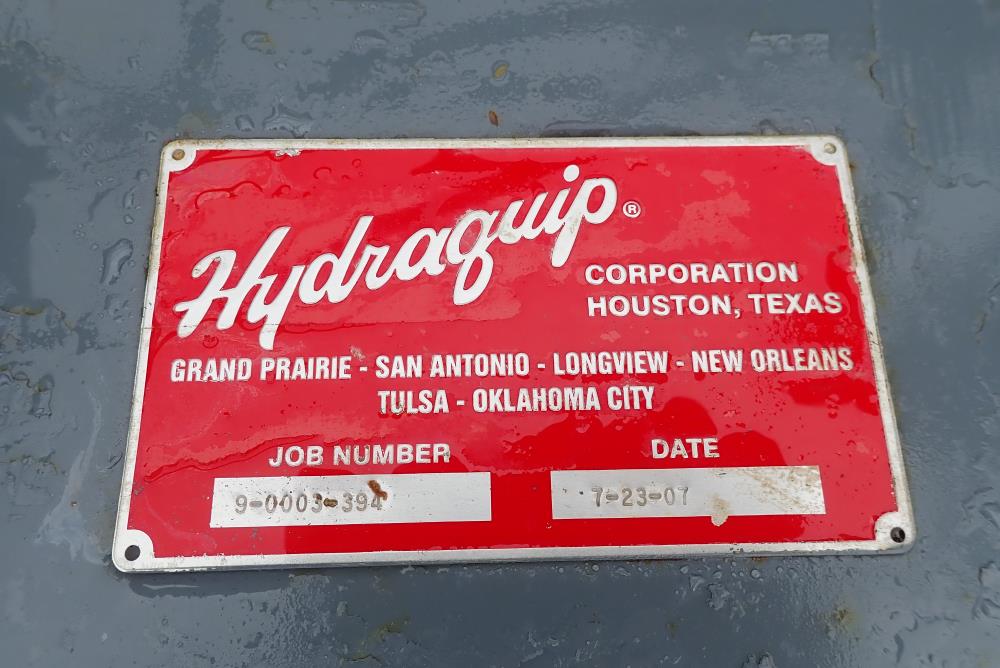 Hydraquip®
CORPORATION
HOUSTON, TEXAS
GRAND PRAIRIE - SAN ANTONIO - LONGVIEW - NEW ORLEANS
TULSA - OKLAHOMA CITY
JOB NUMBER
9-0003-394
DATE
7-23-07